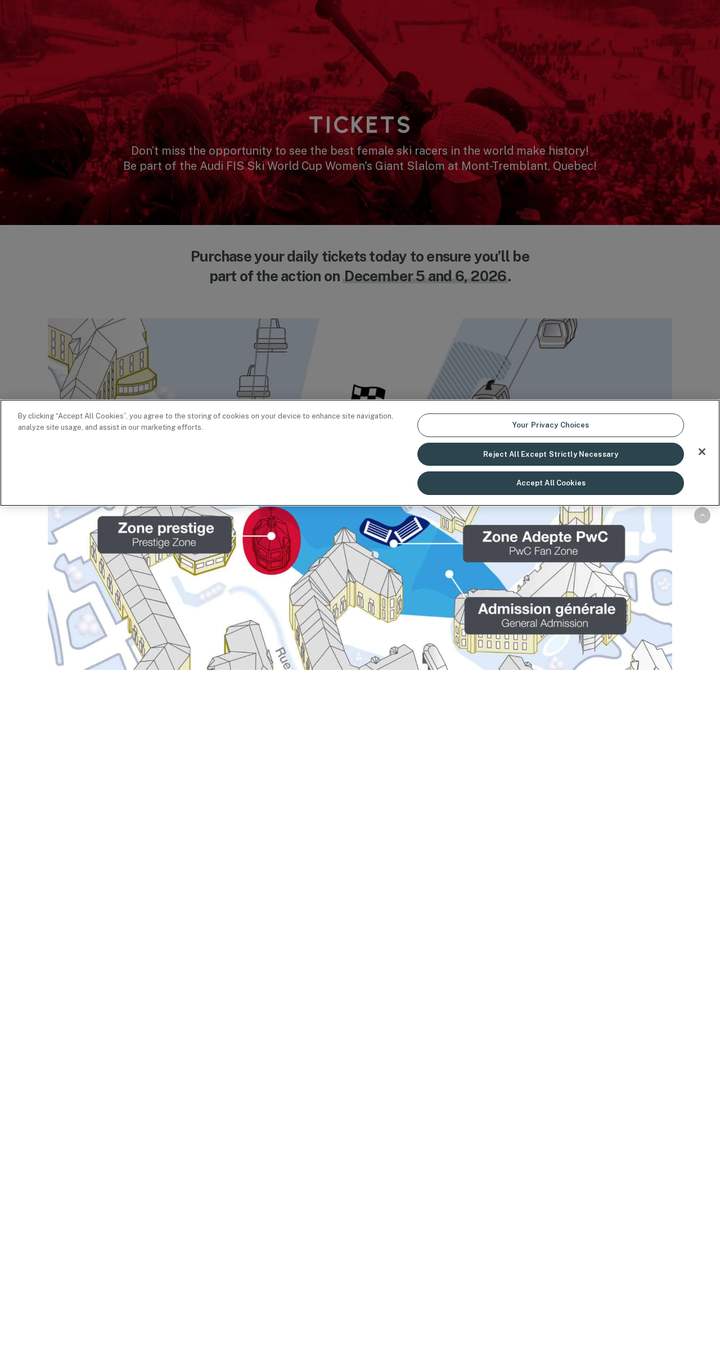 TICKETS
Don't miss the opportunity to see the best female ski racers in the world make history!
Be part of the Audi FIS Ski World Cup Women's Giant Slalom at Mont-Tremblant, Quebec!
Purchase your daily tickets today to ensure you'll be
part of the action on December 5 and 6, 2026.
By clicking "Accept All Cookies", you agree to the storing of cookies on your device to enhance site navigation,
analyze site usage, and assist in our marketing efforts.
Your Privacy Choices
Reject All Except Strictly Necessary
Accept All Cookies
Zone prestige
Prestige Zone
Zone Adepte PwC
PwC Fan Zone
Admission générale
General Admission
Rue